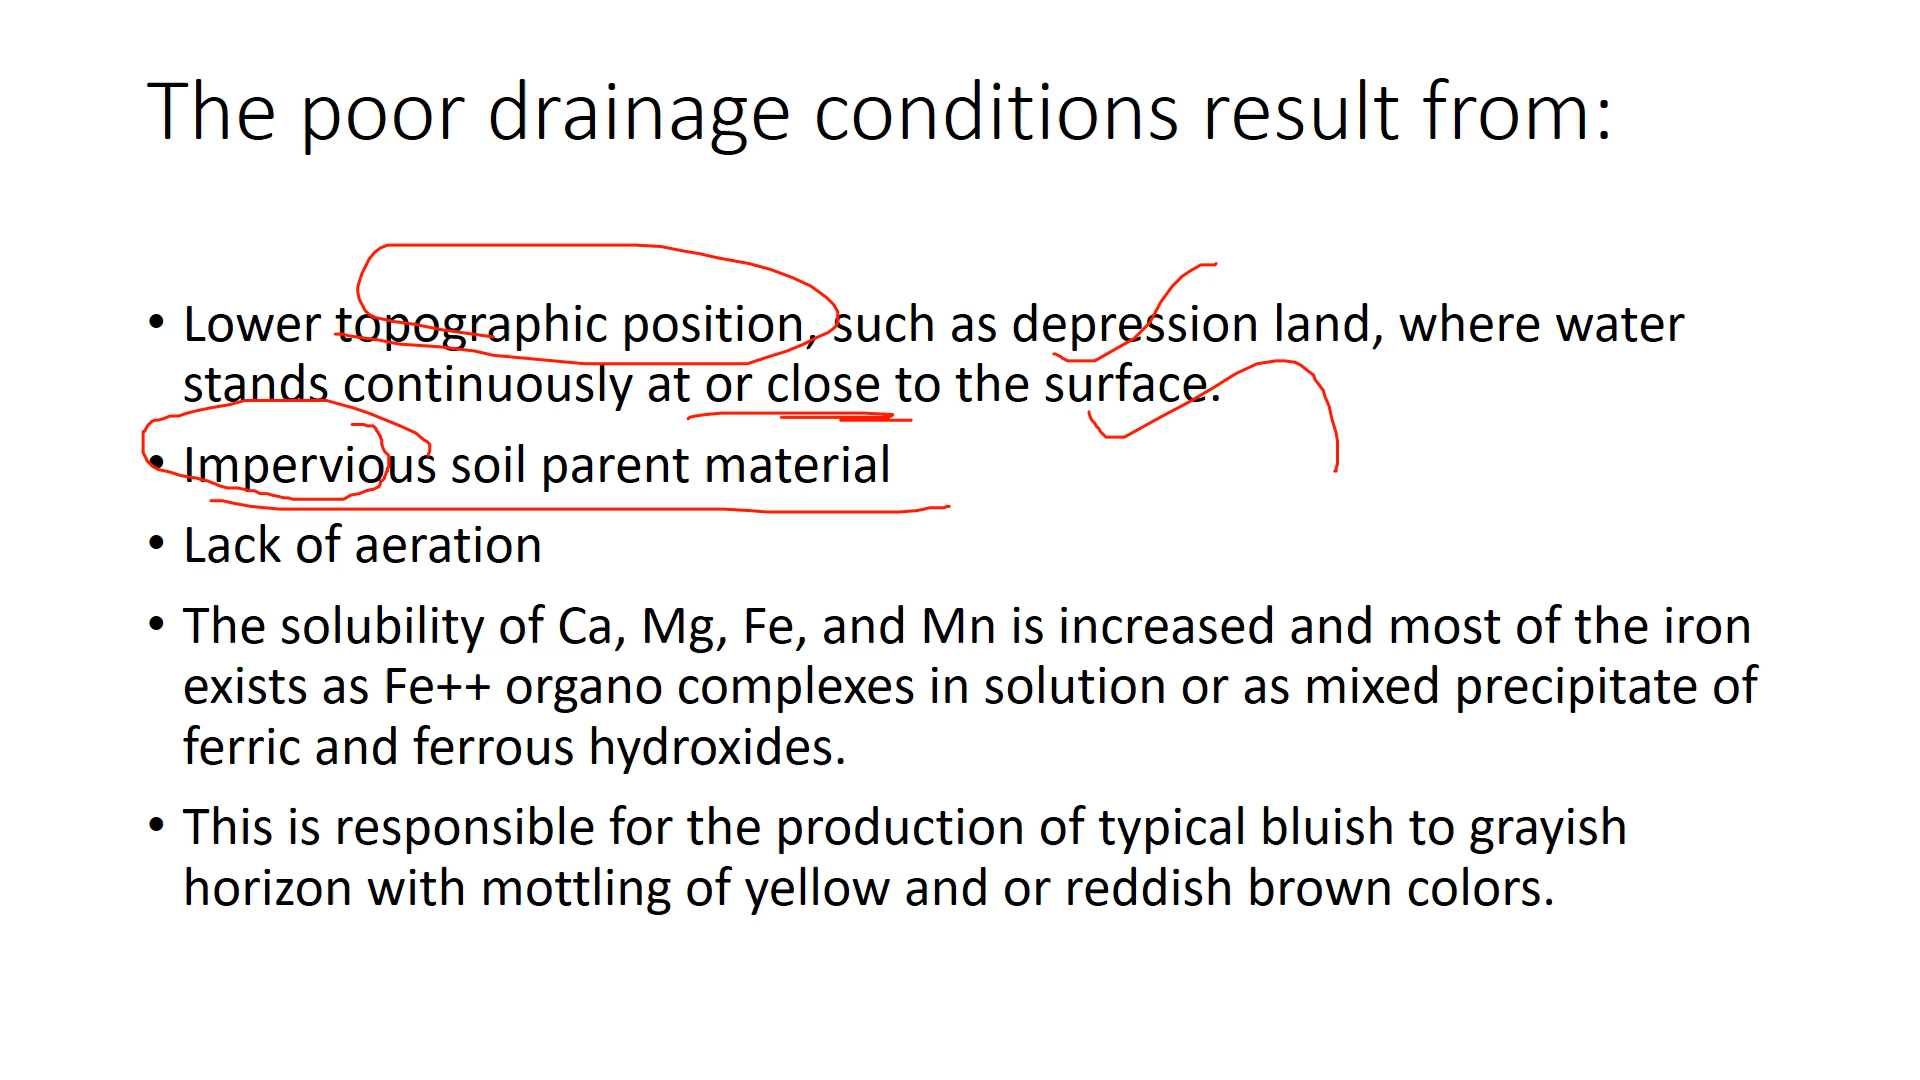 The poor drainage conditions result from:
• Lower topographic position, such as depression land, where water
stands continuously at or close to the surface.
• Impervious soil parent material
• Lack of aeration
• The solubility of Ca, Mg, Fe, and Mn is increased and most of the iron
exists as Fe++ organo complexes in solution or as mixed precipitate of
ferric and ferrous hydroxides.
• This is responsible for the production of typical bluish to grayish
horizon with mottling of yellow and or reddish brown colors.